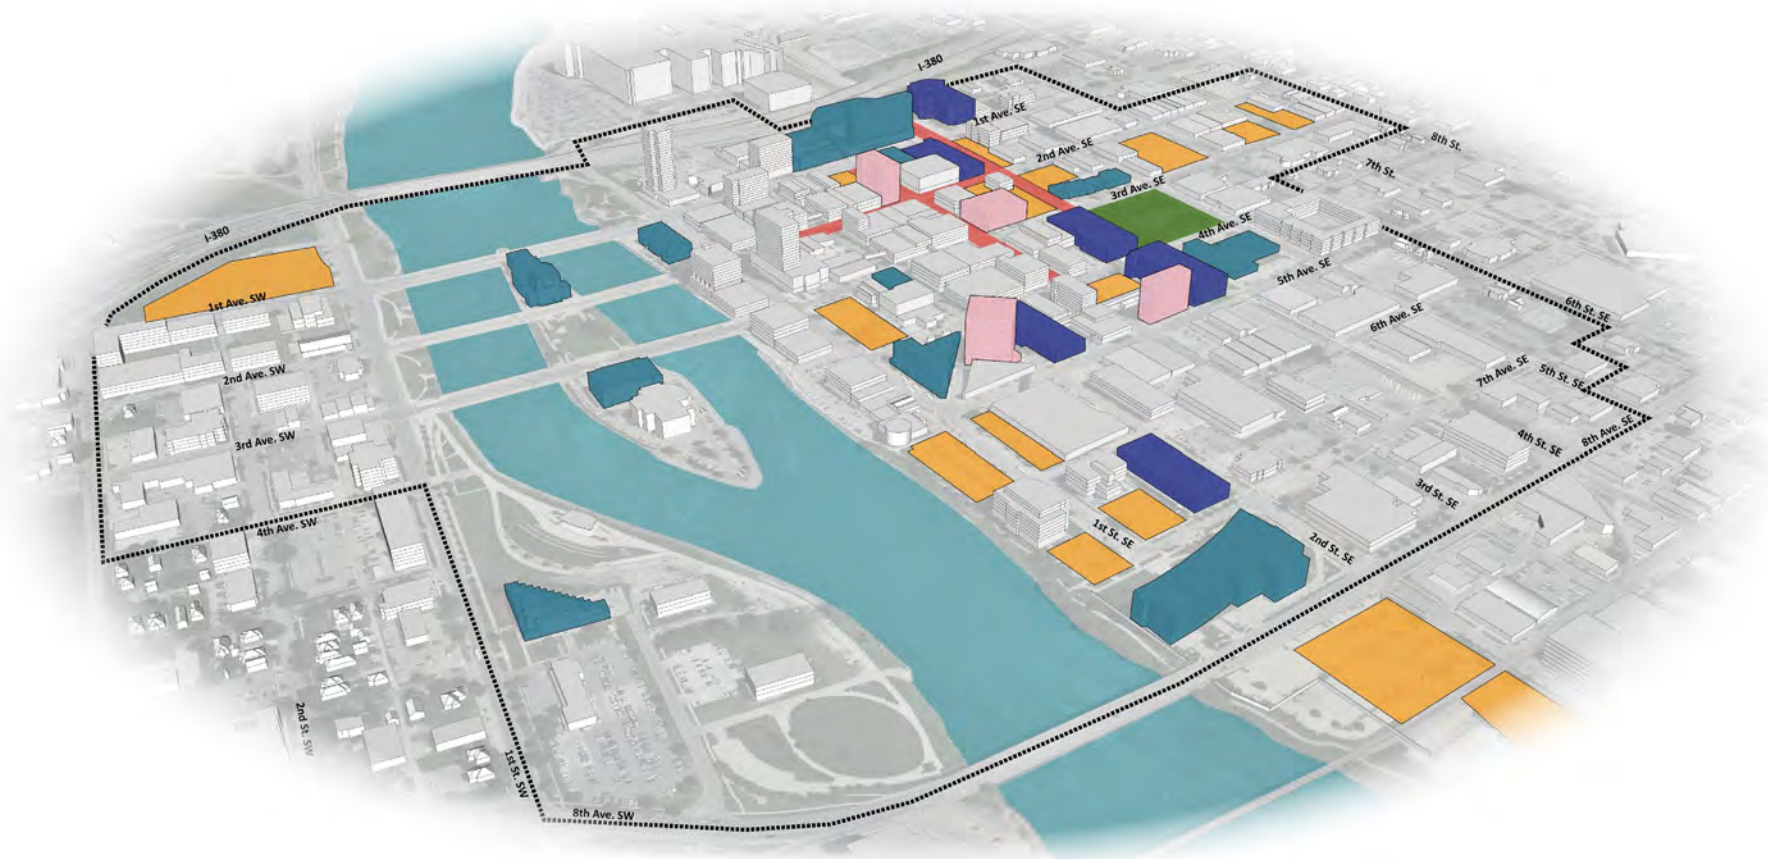 I-380
1st Ave. SE
8th St.
2nd Ave. SE
7th St.
3rd Ave. SE
4th Ave. SE
I-380
5th Ave. SE
1st Ave. SW
6th St. SE
6th Ave. SE
2nd Ave. SW
7th Ave. SE
5th St. SE
3rd Ave. SW
4th St. SE
8th Ave. SE
3rd St. SE
4th Ave. SW
1st St. SE
2nd St. SE
2nd St. SW
1st St. SW
8th Ave. SW